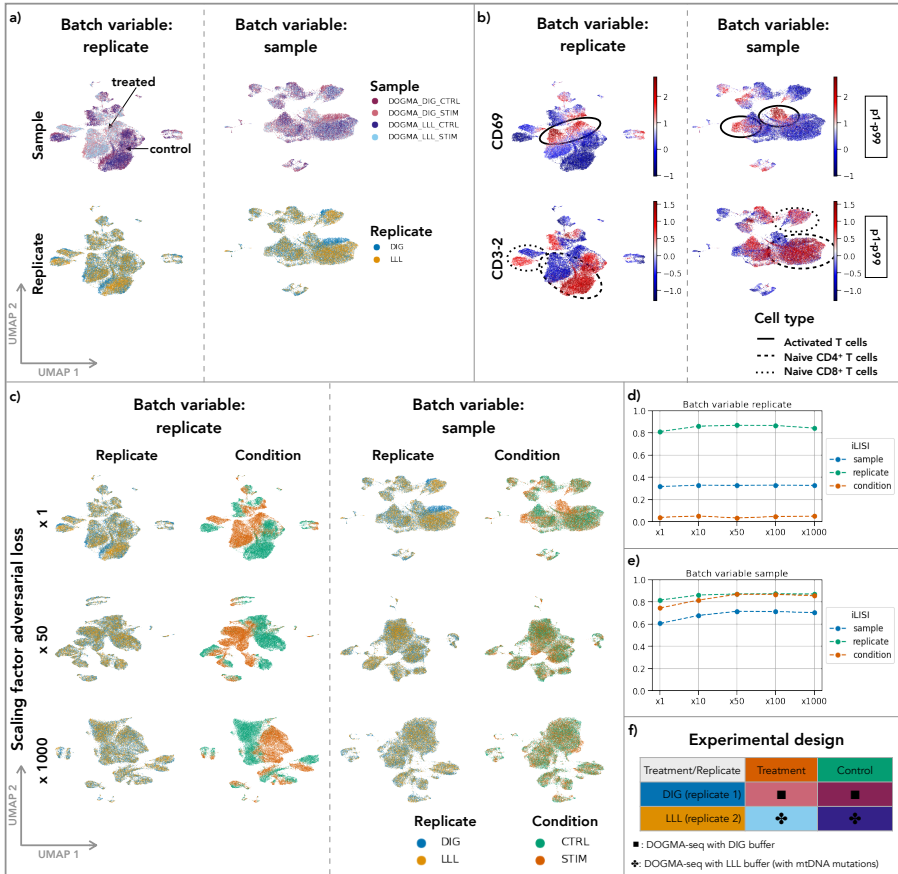 a)
Batch variable:
replicate
Batch variable:
sample
treated
control
Sample
Sample
DOGMA_DIG_CTRL
DOGMA_DIG_STIM
DOGMA_LLL_CTRL
DOGMA_LLL_STIM
Replicate
Replicate
DIG
LLL
UMAP 2
UMAP 1
b)
Batch variable:
replicate
Batch variable:
sample
CD69
2
1
0
−1
2
1
0
−1
p1-p99
CD3-2
1.5
1.0
0.5
0.0
−0.5
−1.0
1.5
1.0
0.5
0.0
−0.5
−1.0
p1-p99
Cell type
Activated T cells
Naive CD4⁺ T cells
Naive CD8⁺ T cells
c)
Batch variable:
replicate
Batch variable:
sample
Replicate
Condition
Replicate
Condition
Scaling factor adversarial loss
x 1
x 50
x 1000
UMAP 2
UMAP 1
Replicate
DIG
LLL
Condition
CTRL
STIM
d)
Batch variable replicate
1.0
0.8
0.6
0.4
0.2
0.0
x1 x10 x50 x100 x1000
iLISI
sample
replicate
condition
e)
Batch variable sample
1.0
0.8
0.6
0.4
0.2
0.0
x1 x10 x50 x100 x1000
iLISI
sample
replicate
condition
f)
Experimental design
Treatment/Replicate Treatment Control
DIG (replicate 1) ■ ■
LLL (replicate 2) ✤ ✤
■: DOGMA-seq with DIG buffer
✤: DOGMA-seq with LLL buffer (with mtDNA mutations)